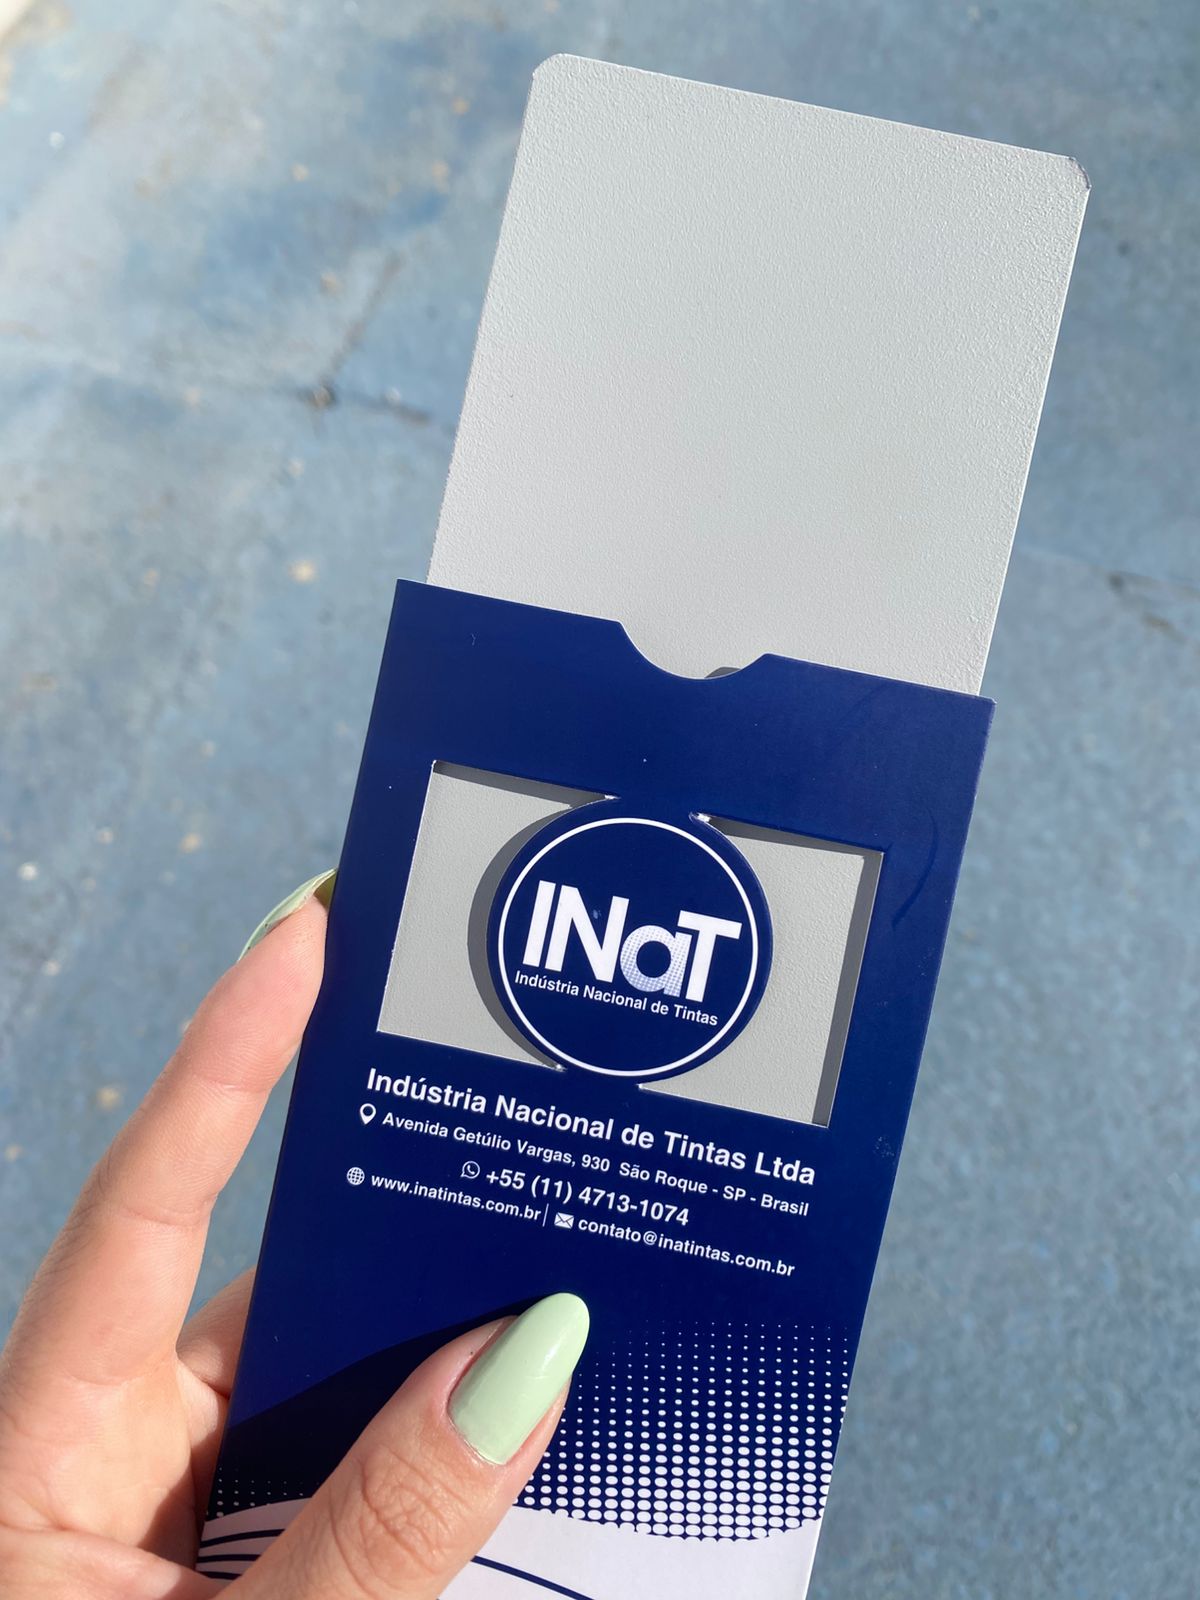 INaT
Indústria Nacional de Tintas
Indústria Nacional de Tintas Ltda
Avenida Getúlio Vargas, 930 São Roque - SP - Brasil
+55 (11) 4713-1074
www.inatintas.com.br | contato@inatintas.com.br